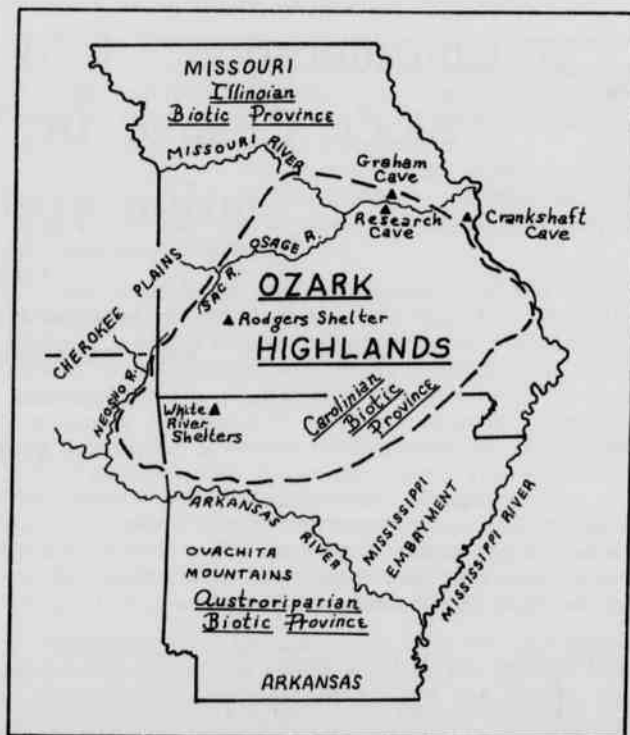 MISSOURI
Illinoian
Biotic Province
MISSOURI RIVER
Graham
Cave
Research
Cave
Crankshaft
Cave
OSAGE R.
SAC R.
CHEROKEE PLAINS
OZARK
Rodgers Shelter
HIGHLANDS
NEOSHO R.
White
River
Shelters
Carolinian
Biotic
Province
ARKANSAS RIVER
MISSISSIPPI
EMBRYMENT
MISSISSIPPI RIVER
OUACHITA
MOUNTAINS
Austroriparian
Biotic Province
ARKANSAS